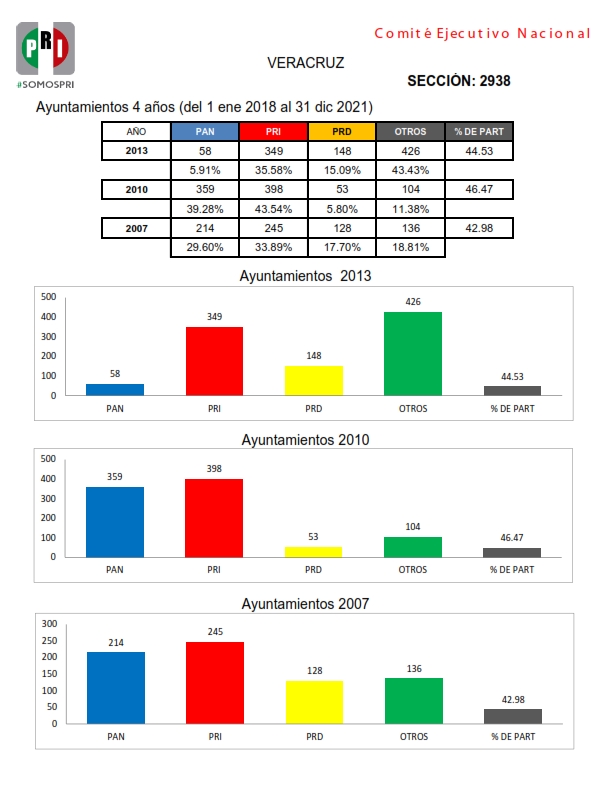 Comité Ejecutivo Nacional
PRI
#SOMOSPRI
VERACRUZ
SECCIÓN: 2938
Ayuntamientos 4 años (del 1 ene 2018 al 31 dic 2021)
AÑO PAN PRI PRD OTROS % DE PART
2013 58 349 148 426 44.53
5.91% 35.58% 15.09% 43.43%
2010 359 398 53 104 46.47
39.28% 43.54% 5.80% 11.38%
2007 214 245 128 136 42.98
29.60% 33.89% 17.70% 18.81%
Ayuntamientos 2013
500
400
300
200
100
0
58 349 148 426 44.53
PAN PRI PRD OTROS % DE PART
Ayuntamientos 2010
500
400
300
200
100
0
359 398 53 104 46.47
PAN PRI PRD OTROS % DE PART
Ayuntamientos 2007
300
250
200
150
100
50
0
214 245 128 136 42.98
PAN PRI PRD OTROS % DE PART